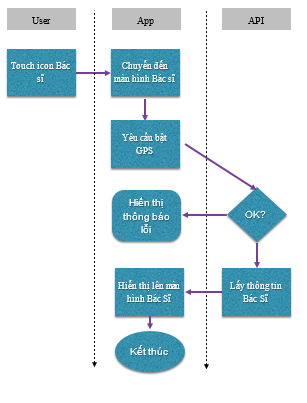 User
App
API
Touch icon Bác
sĩ
Chuyển đến
màn hình Bác sĩ
Yêu cầu bật
GPS
Hiển thị
thông báo
lỗi
OK?
Hiển thị lên màn
hình Bác Sĩ
Lấy thông tin
Bác Sĩ
Kết thúc